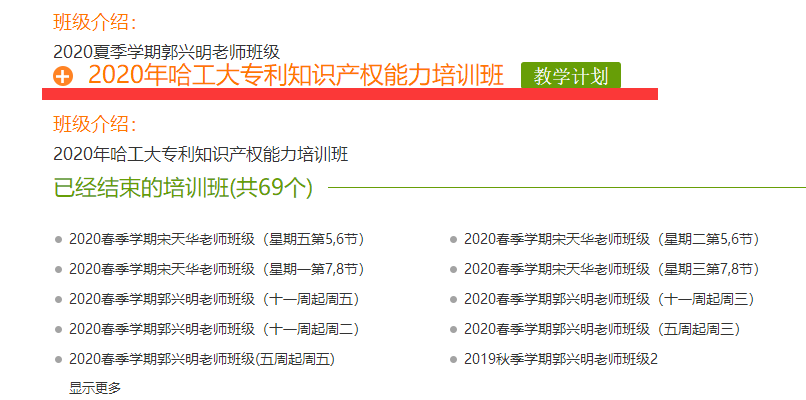 班级介绍：
2020夏季学期郭兴明老师班级
2020年哈工大专利知识产权能力培训班 教学计划
班级介绍：
2020年哈工大专利知识产权能力培训班
已经结束的培训班(共69个)
2020春季学期宋天华老师班级（星期五第5,6节） 2020春季学期宋天华老师班级（星期二第5,6节）
2020春季学期宋天华老师班级（星期一第7,8节） 2020春季学期宋天华老师班级（星期三第7,8节）
2020春季学期郭兴明老师班级（十一周起周五） 2020春季学期郭兴明老师班级（十一周起周三）
2020春季学期郭兴明老师班级（十一周起周二） 2020春季学期郭兴明老师班级（五周起周三）
2020春季学期郭兴明老师班级(五周起周五) 2019秋季学期郭兴明老师班级2
显示更多